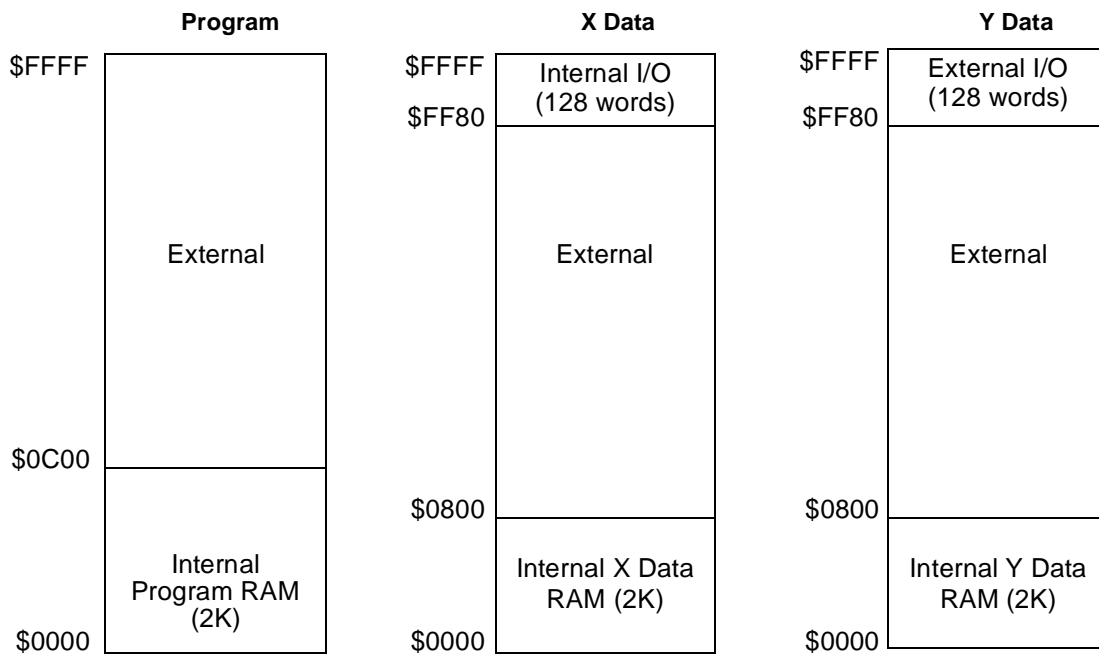 Program
$FFFF
External
$0C00
Internal
Program RAM
(2K)
$0000
X Data
$FFFF
Internal I/O
(128 words)
$FF80
External
$0800
Internal X Data
RAM (2K)
$0000
Y Data
$FFFF
External I/O
(128 words)
$FF80
External
$0800
Internal Y Data
RAM (2K)
$0000